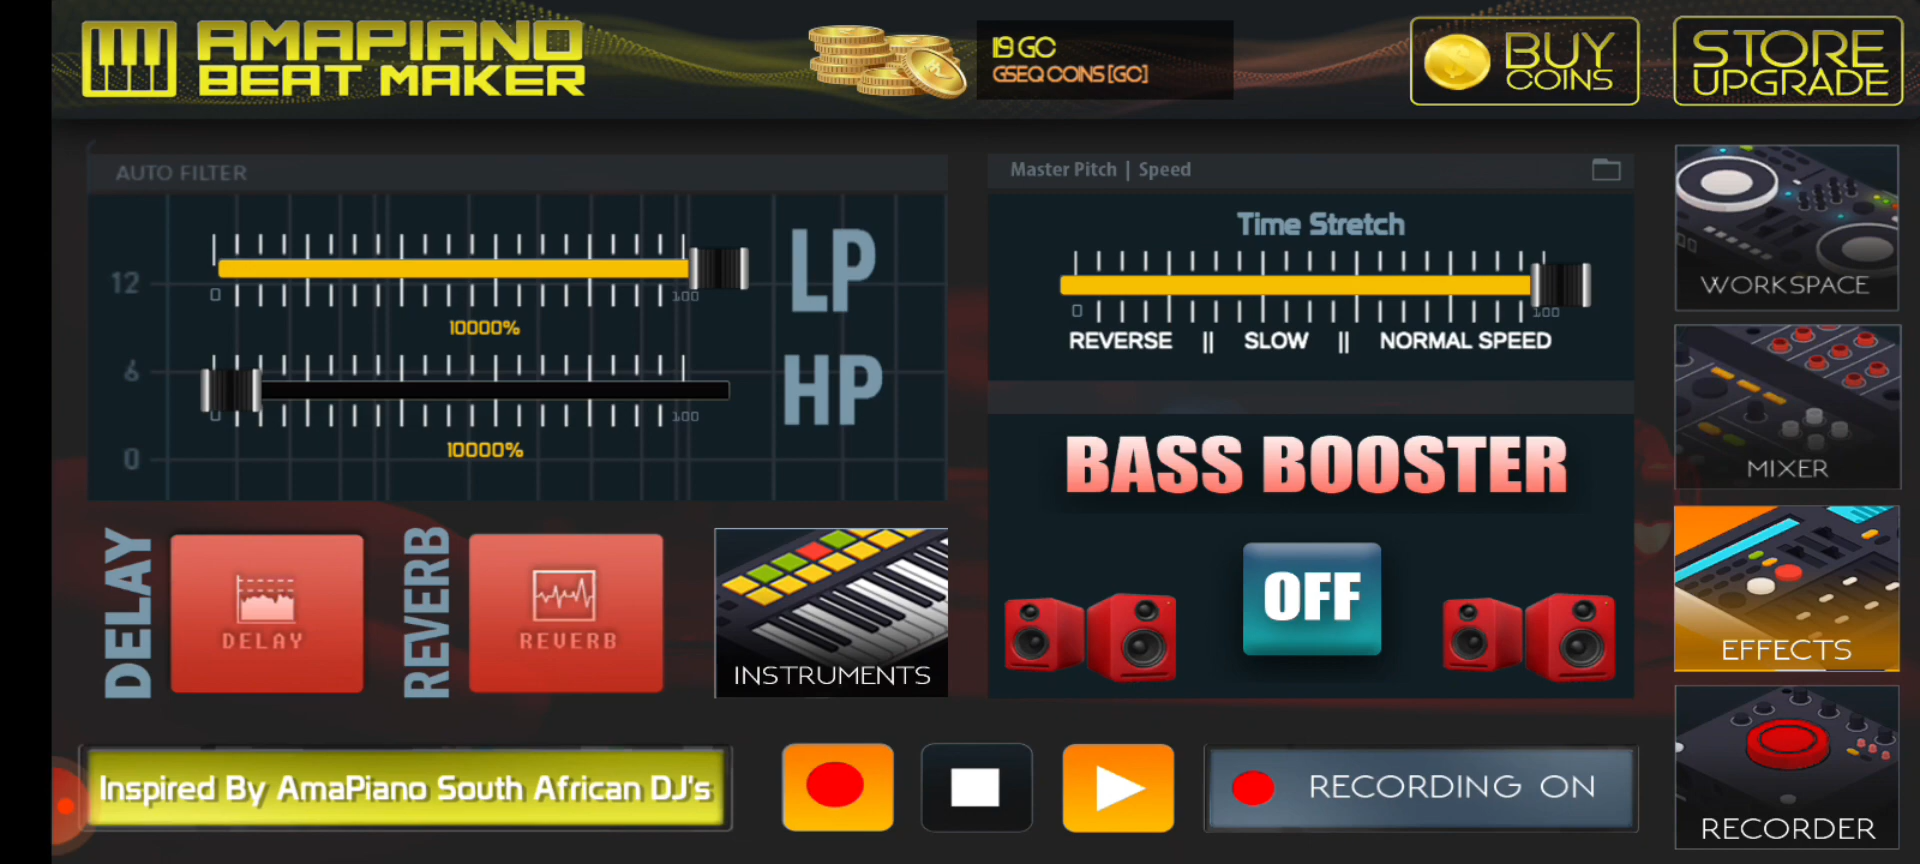 AMAPIANO
BEAT MAKER
119 GC
GSEQ COINS [GC]
BUY
COINS
STORE
UPGRADE
AUTO FILTER
12
6
0
0
100
10000%
LP
0
100
10000%
HP
Master Pitch | Speed
Time Stretch
0
100
REVERSE || SLOW || NORMAL SPEED
BASS BOOSTER
OFF
DELAY
DELAY
REVERB
REVERB
INSTRUMENTS
WORKSPACE
MIXER
EFFECTS
RECORDER
Inspired By AmaPiano South African DJ's
RECORDING ON